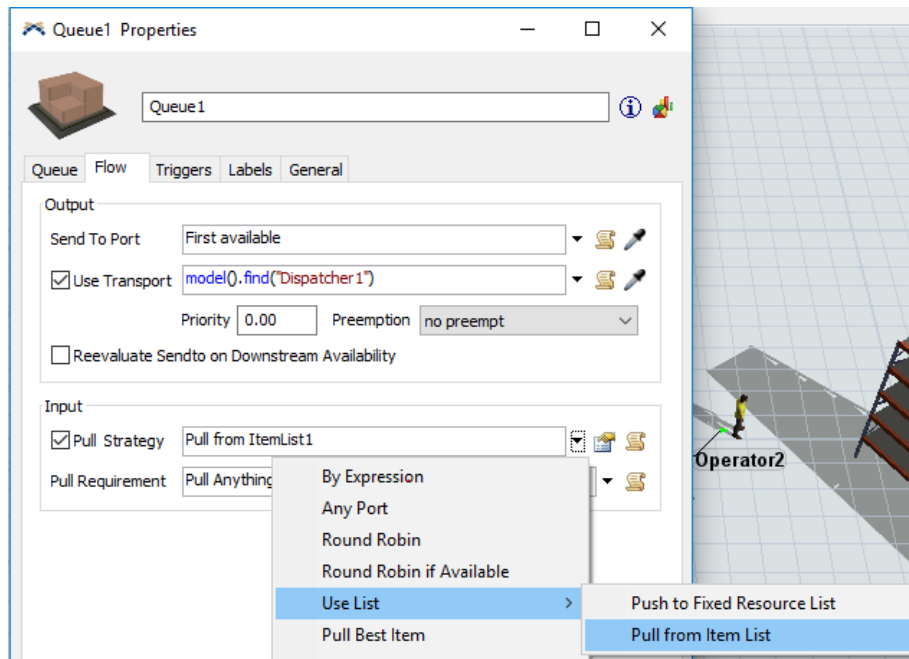 Queue1 Properties
Queue1
Queue Flow Triggers Labels General
Output
Send To Port First available
Use Transport model().find("Dispatcher1")
Priority 0.00 Preemption no preempt
Reevaluate Sendto on Downstream Availability
Input
Pull Strategy Pull from ItemList1
Pull Requirement Pull Anything
By Expression
Any Port
Round Robin
Round Robin if Available
Use List
Pull Best Item
Push to Fixed Resource List
Pull from Item List
Operator2